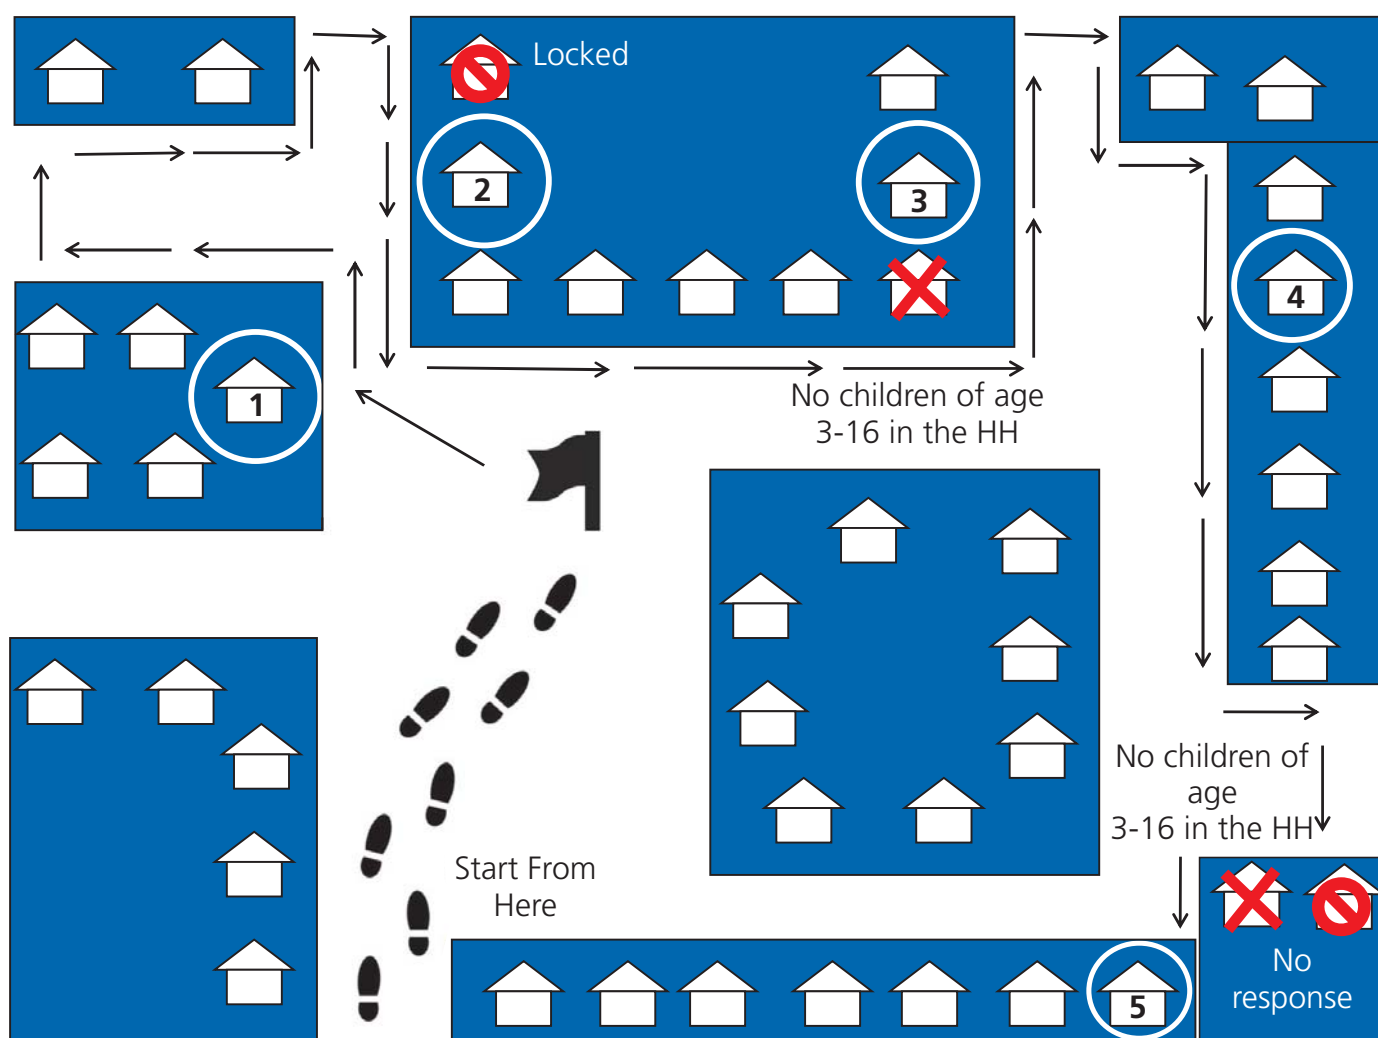 Locked
2
3
4
1
No children of age
3-16 in the HH
No children of
age
3-16 in the HH
Start From
Here
5
No
response